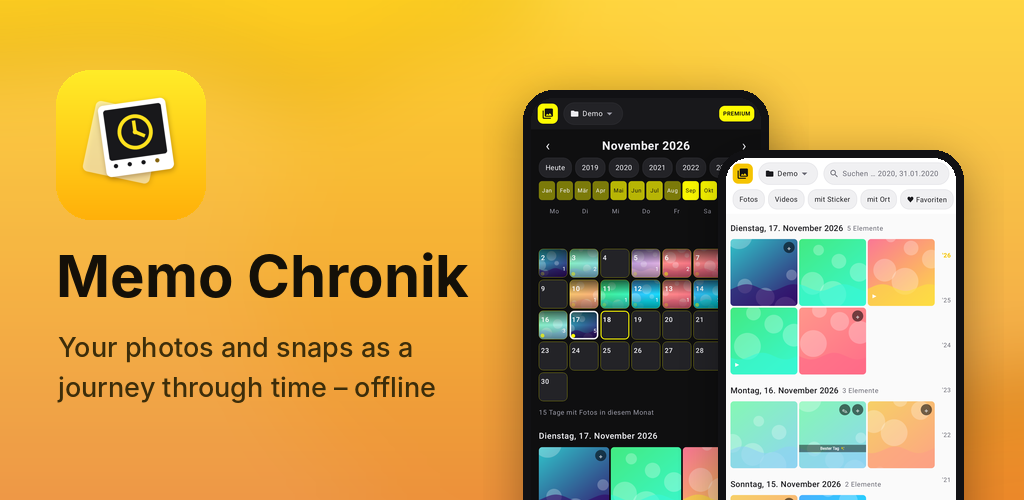 Memo Chronik
Your photos and snaps as a
journey through time – offline
Demo
PREMIUM
‹ November 2026 ›
Heute 2019 2020 2021 2022
Jan Feb Mär Apr Mai Jun Jul Aug Sep Okt
Mo Di Mi Do Fr Sa
2 3 4 5 6 7
9 10 11 12 13 14
16 17 18 19 20 21
23 24 25 26 27 28
30
15 Tage mit Fotos in diesem Monat
Dienstag, 17. November 2026
Demo
Suchen … 2020, 31.01.2020
Fotos Videos mit Sticker mit Ort Favoriten
Dienstag, 17. November 2026 5 Elemente
'26
'25
'24
Montag, 16. November 2026 3 Elemente
'23
Bester Tag
'22
Sonntag, 15. November 2026 2 Elemente
'21